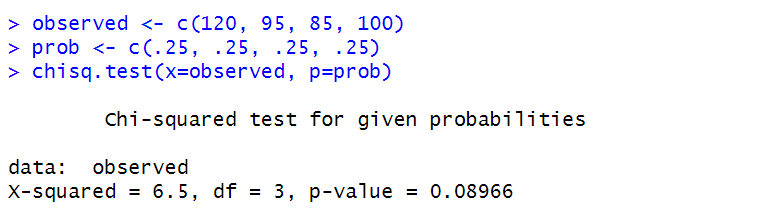 > observed <- c(120, 95, 85, 100)
> prob <- c(.25, .25, .25, .25)
> chisq.test(x=observed, p=prob)
Chi-squared test for given probabilities
data:  observed
X-squared = 6.5, df = 3, p-value = 0.08966